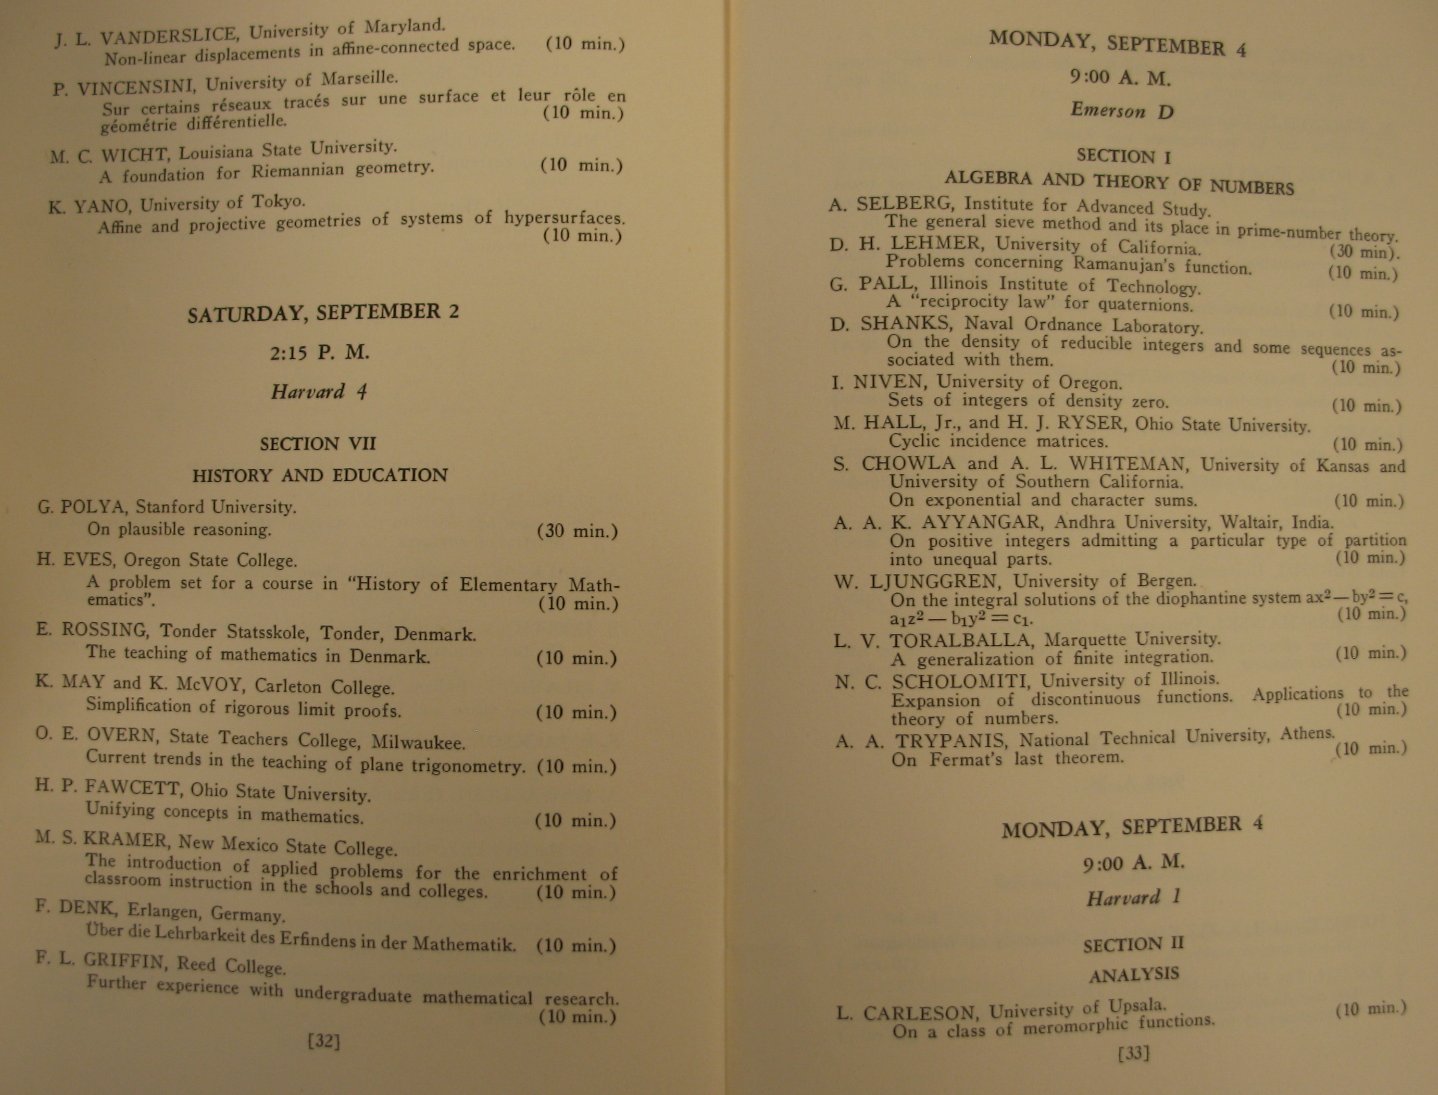 J. L. VANDERSLICE, University of Maryland.
Non-linear displacements in affine-connected space. (10 min.)
P. VINCENSINI, University of Marseille.
Sur certains réseaux tracés sur une surface et leur rôle en
géométrie différentielle. (10 min.)
M. C. WICHT, Louisiana State University.
A foundation for Riemannian geometry. (10 min.)
K. YANO, University of Tokyo.
Affine and projective geometries of systems of hypersurfaces.
(10 min.)
SATURDAY, SEPTEMBER 2
2:15 P. M.
Harvard 4
SECTION VII
HISTORY AND EDUCATION
G. POLYA, Stanford University.
On plausible reasoning. (30 min.)
H. EVES, Oregon State College.
A problem set for a course in "History of Elementary Math-
ematics". (10 min.)
E. ROSSING, Tonder Statsskole, Tonder, Denmark.
The teaching of mathematics in Denmark. (10 min.)
K. MAY and K. McVOY, Carleton College.
Simplification of rigorous limit proofs. (10 min.)
O. E. OVERN, State Teachers College, Milwaukee.
Current trends in the teaching of plane trigonometry. (10 min.)
H. P. FAWCETT, Ohio State University.
Unifying concepts in mathematics. (10 min.)
M. S. KRAMER, New Mexico State College.
The introduction of applied problems for the enrichment of
classroom instruction in the schools and colleges. (10 min.)
F. DENK, Erlangen, Germany.
Über die Lehrbarkeit des Erfindens in der Mathematik. (10 min.)
F. L. GRIFFIN, Reed College.
Further experience with undergraduate mathematical research.
(10 min.)
[32]
MONDAY, SEPTEMBER 4
9:00 A. M.
Emerson D
SECTION I
ALGEBRA AND THEORY OF NUMBERS
A. SELBERG, Institute for Advanced Study.
The general sieve method and its place in prime-number theory.
(30 min).
D. H. LEHMER, University of California.
Problems concerning Ramanujan's function. (10 min.)
G. PALL, Illinois Institute of Technology.
A "reciprocity law" for quaternions. (10 min.)
D. SHANKS, Naval Ordnance Laboratory.
On the density of reducible integers and some sequences as-
sociated with them. (10 min.)
I. NIVEN, University of Oregon.
Sets of integers of density zero. (10 min.)
M. HALL, Jr., and H. J. RYSER, Ohio State University.
Cyclic incidence matrices. (10 min.)
S. CHOWLA and A. L. WHITEMAN, University of Kansas and
University of Southern California.
On exponential and character sums. (10 min.)
A. A. K. AYYANGAR, Andhra University, Waltair, India.
On positive integers admitting a particular type of partition
into unequal parts. (10 min.)
W. LJUNGGREN, University of Bergen.
On the integral solutions of the diophantine system ax²—by²=c,
a₁z²—b₁y²=c₁. (10 min.)
L. V. TORALBALLA, Marquette University.
A generalization of finite integration. (10 min.)
N. C. SCHOLOMITI, University of Illinois.
Expansion of discontinuous functions. Applications to the
theory of numbers. (10 min.)
A. A. TRYPANIS, National Technical University, Athens.
On Fermat's last theorem. (10 min.)
MONDAY, SEPTEMBER 4
9:00 A. M.
Harvard 1
SECTION II
ANALYSIS
L. CARLESON, University of Upsala.
On a class of meromorphic functions. (10 min.)
[33]